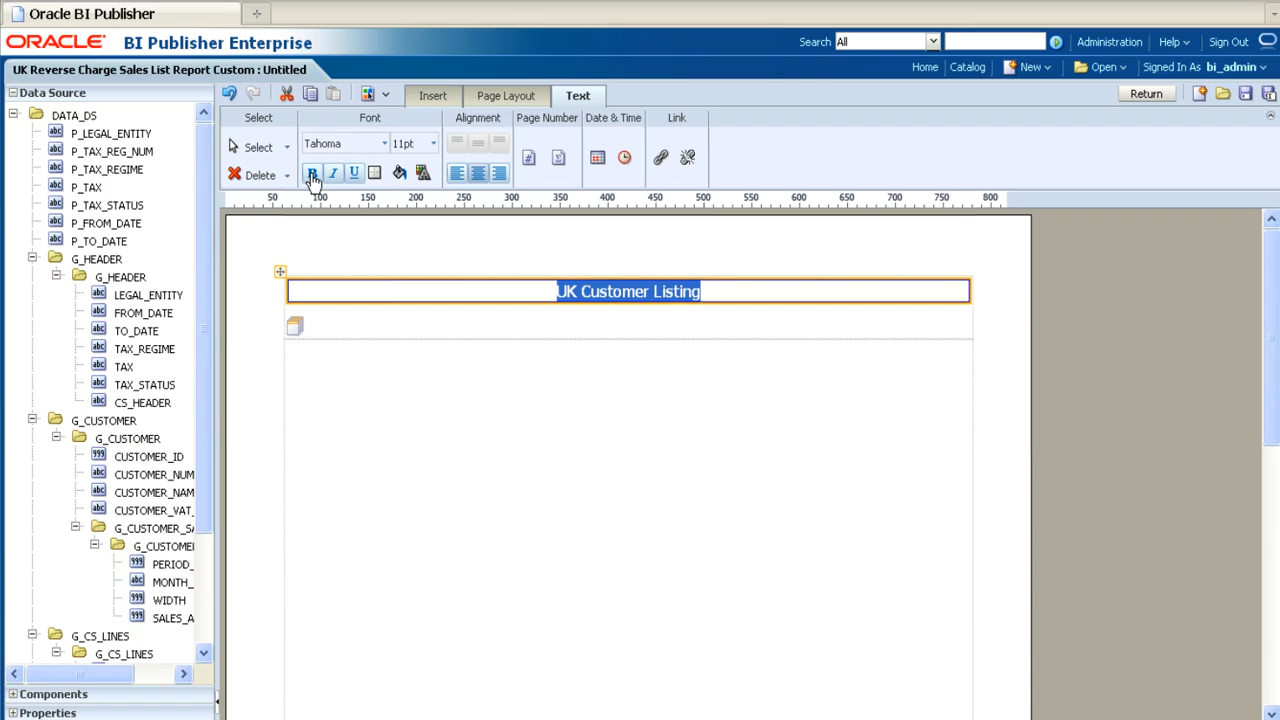 Oracle BI Publisher
ORACLE BI Publisher Enterprise
Search All
Administration Help Sign Out
UK Reverse Charge Sales List Report Custom : Untitled
Home Catalog New Open Signed In As bi_admin
Data Source
Insert Page Layout Text
Return
Select Font Alignment Page Number Date & Time Link
Select Tahoma 11pt
Delete B I U
50 100 150 200 250 300 350 400 450 500 550 600 650 700 750 800
DATA_DS
P_LEGAL_ENTITY
P_TAX_REG_NUM
P_TAX_REGIME
P_TAX
P_TAX_STATUS
P_FROM_DATE
P_TO_DATE
G_HEADER
G_HEADER
LEGAL_ENTITY
FROM_DATE
TO_DATE
TAX_REGIME
TAX
TAX_STATUS
CS_HEADER
G_CUSTOMER
G_CUSTOMER
CUSTOMER_ID
CUSTOMER_NUM
CUSTOMER_NAM
CUSTOMER_VAT_
G_CUSTOMER_SA
G_CUSTOMER
PERIOD_
MONTH_
WIDTH
SALES_A
G_CS_LINES
G_CS_LINES
Components
Properties
UK Customer Listing